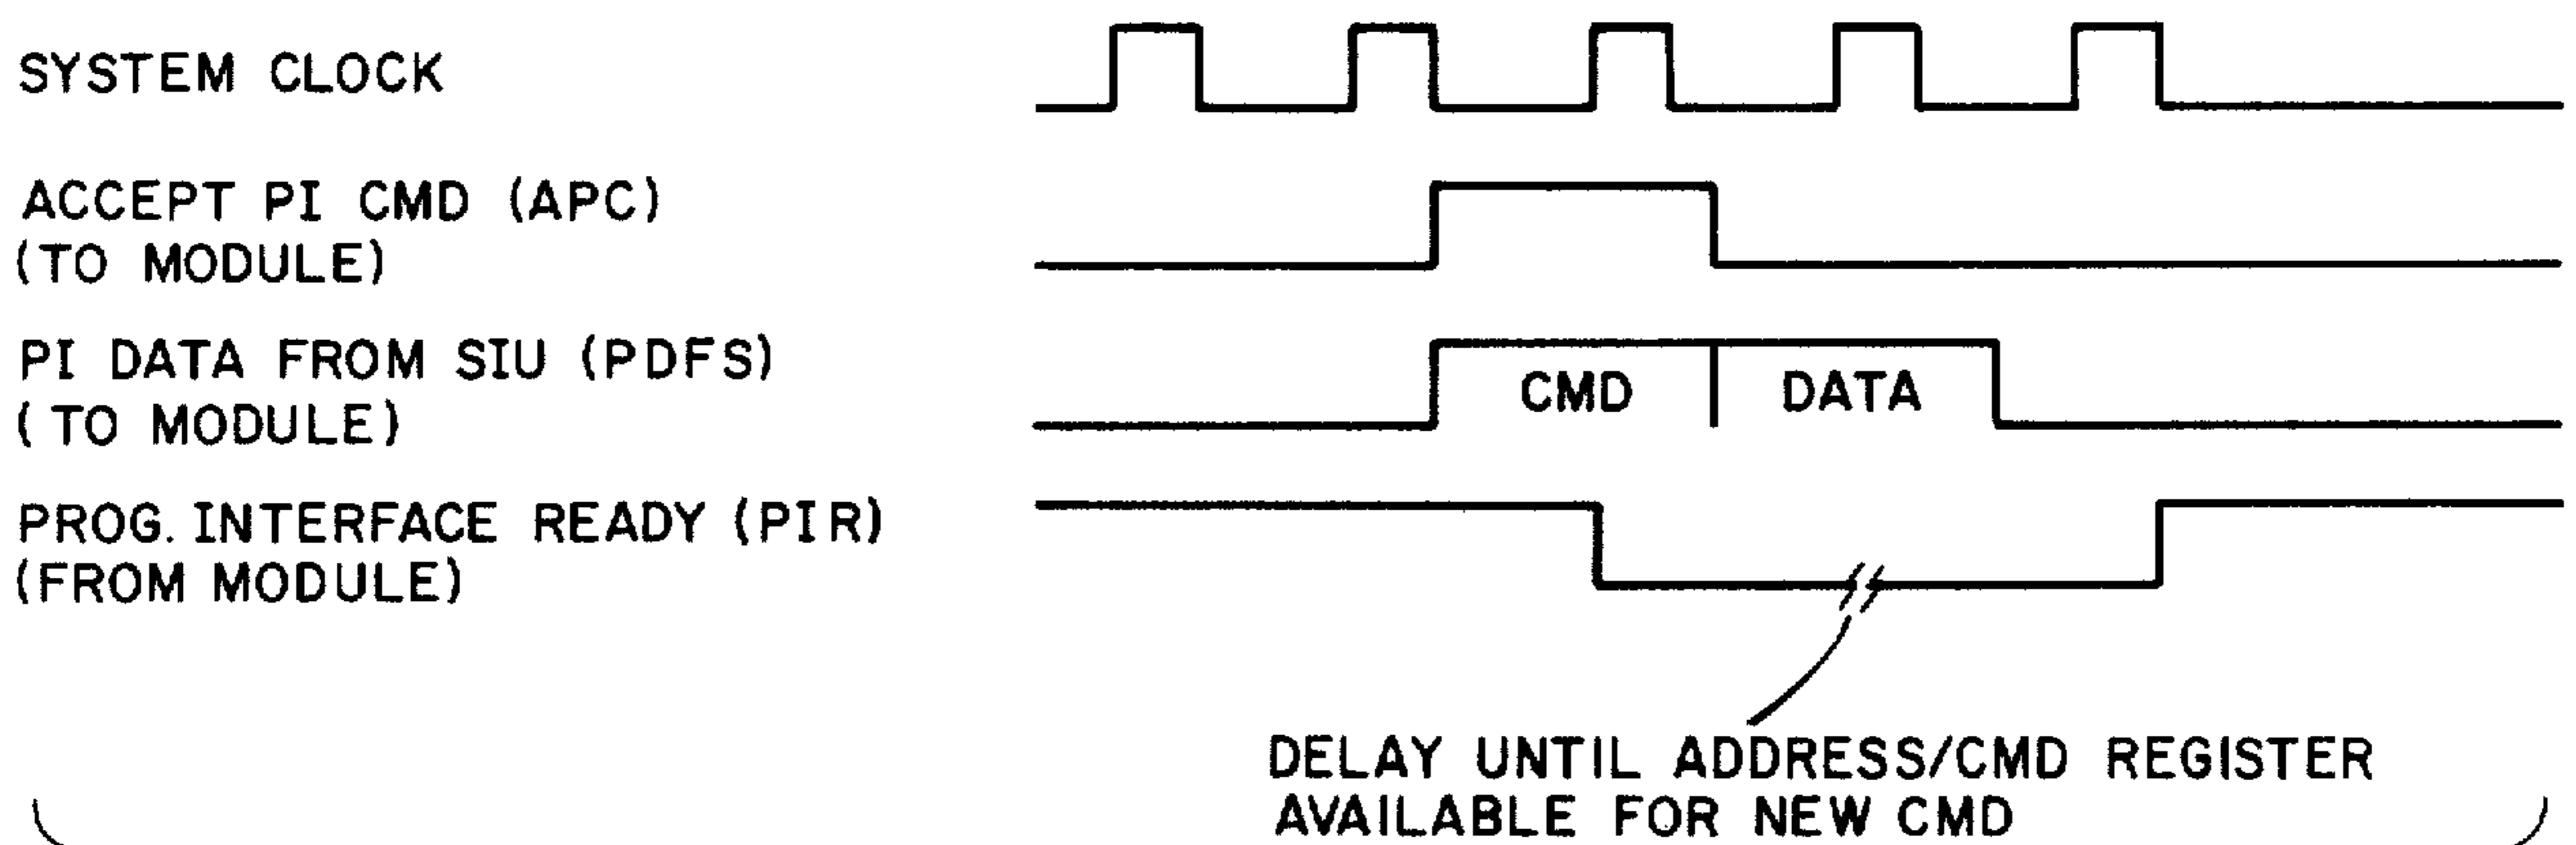 SYSTEM CLOCK
ACCEPT PI CMD (APC)
(TO MODULE)
PI DATA FROM SIU (PDFS)
(TO MODULE)
CMD
DATA
PROG. INTERFACE READY (PIR)
(FROM MODULE)
DELAY UNTIL ADDRESS/CMD REGISTER
AVAILABLE FOR NEW CMD